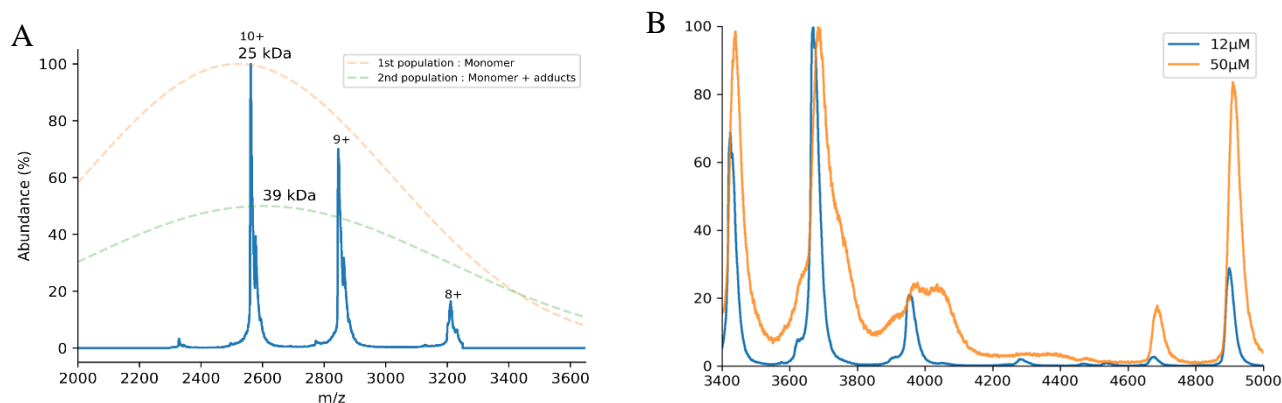 A
10+
25 kDa
1st population : Monomer
2nd population : Monomer + adducts
100
80
60
40
20
0
Abundance (%)
9+
39 kDa
8+
2000 2200 2400 2600 2800 3000 3200 3400 3600
m/z
B
12µM
50µM
100
80
60
40
20
0
3400 3600 3800 4000 4200 4400 4600 4800 5000